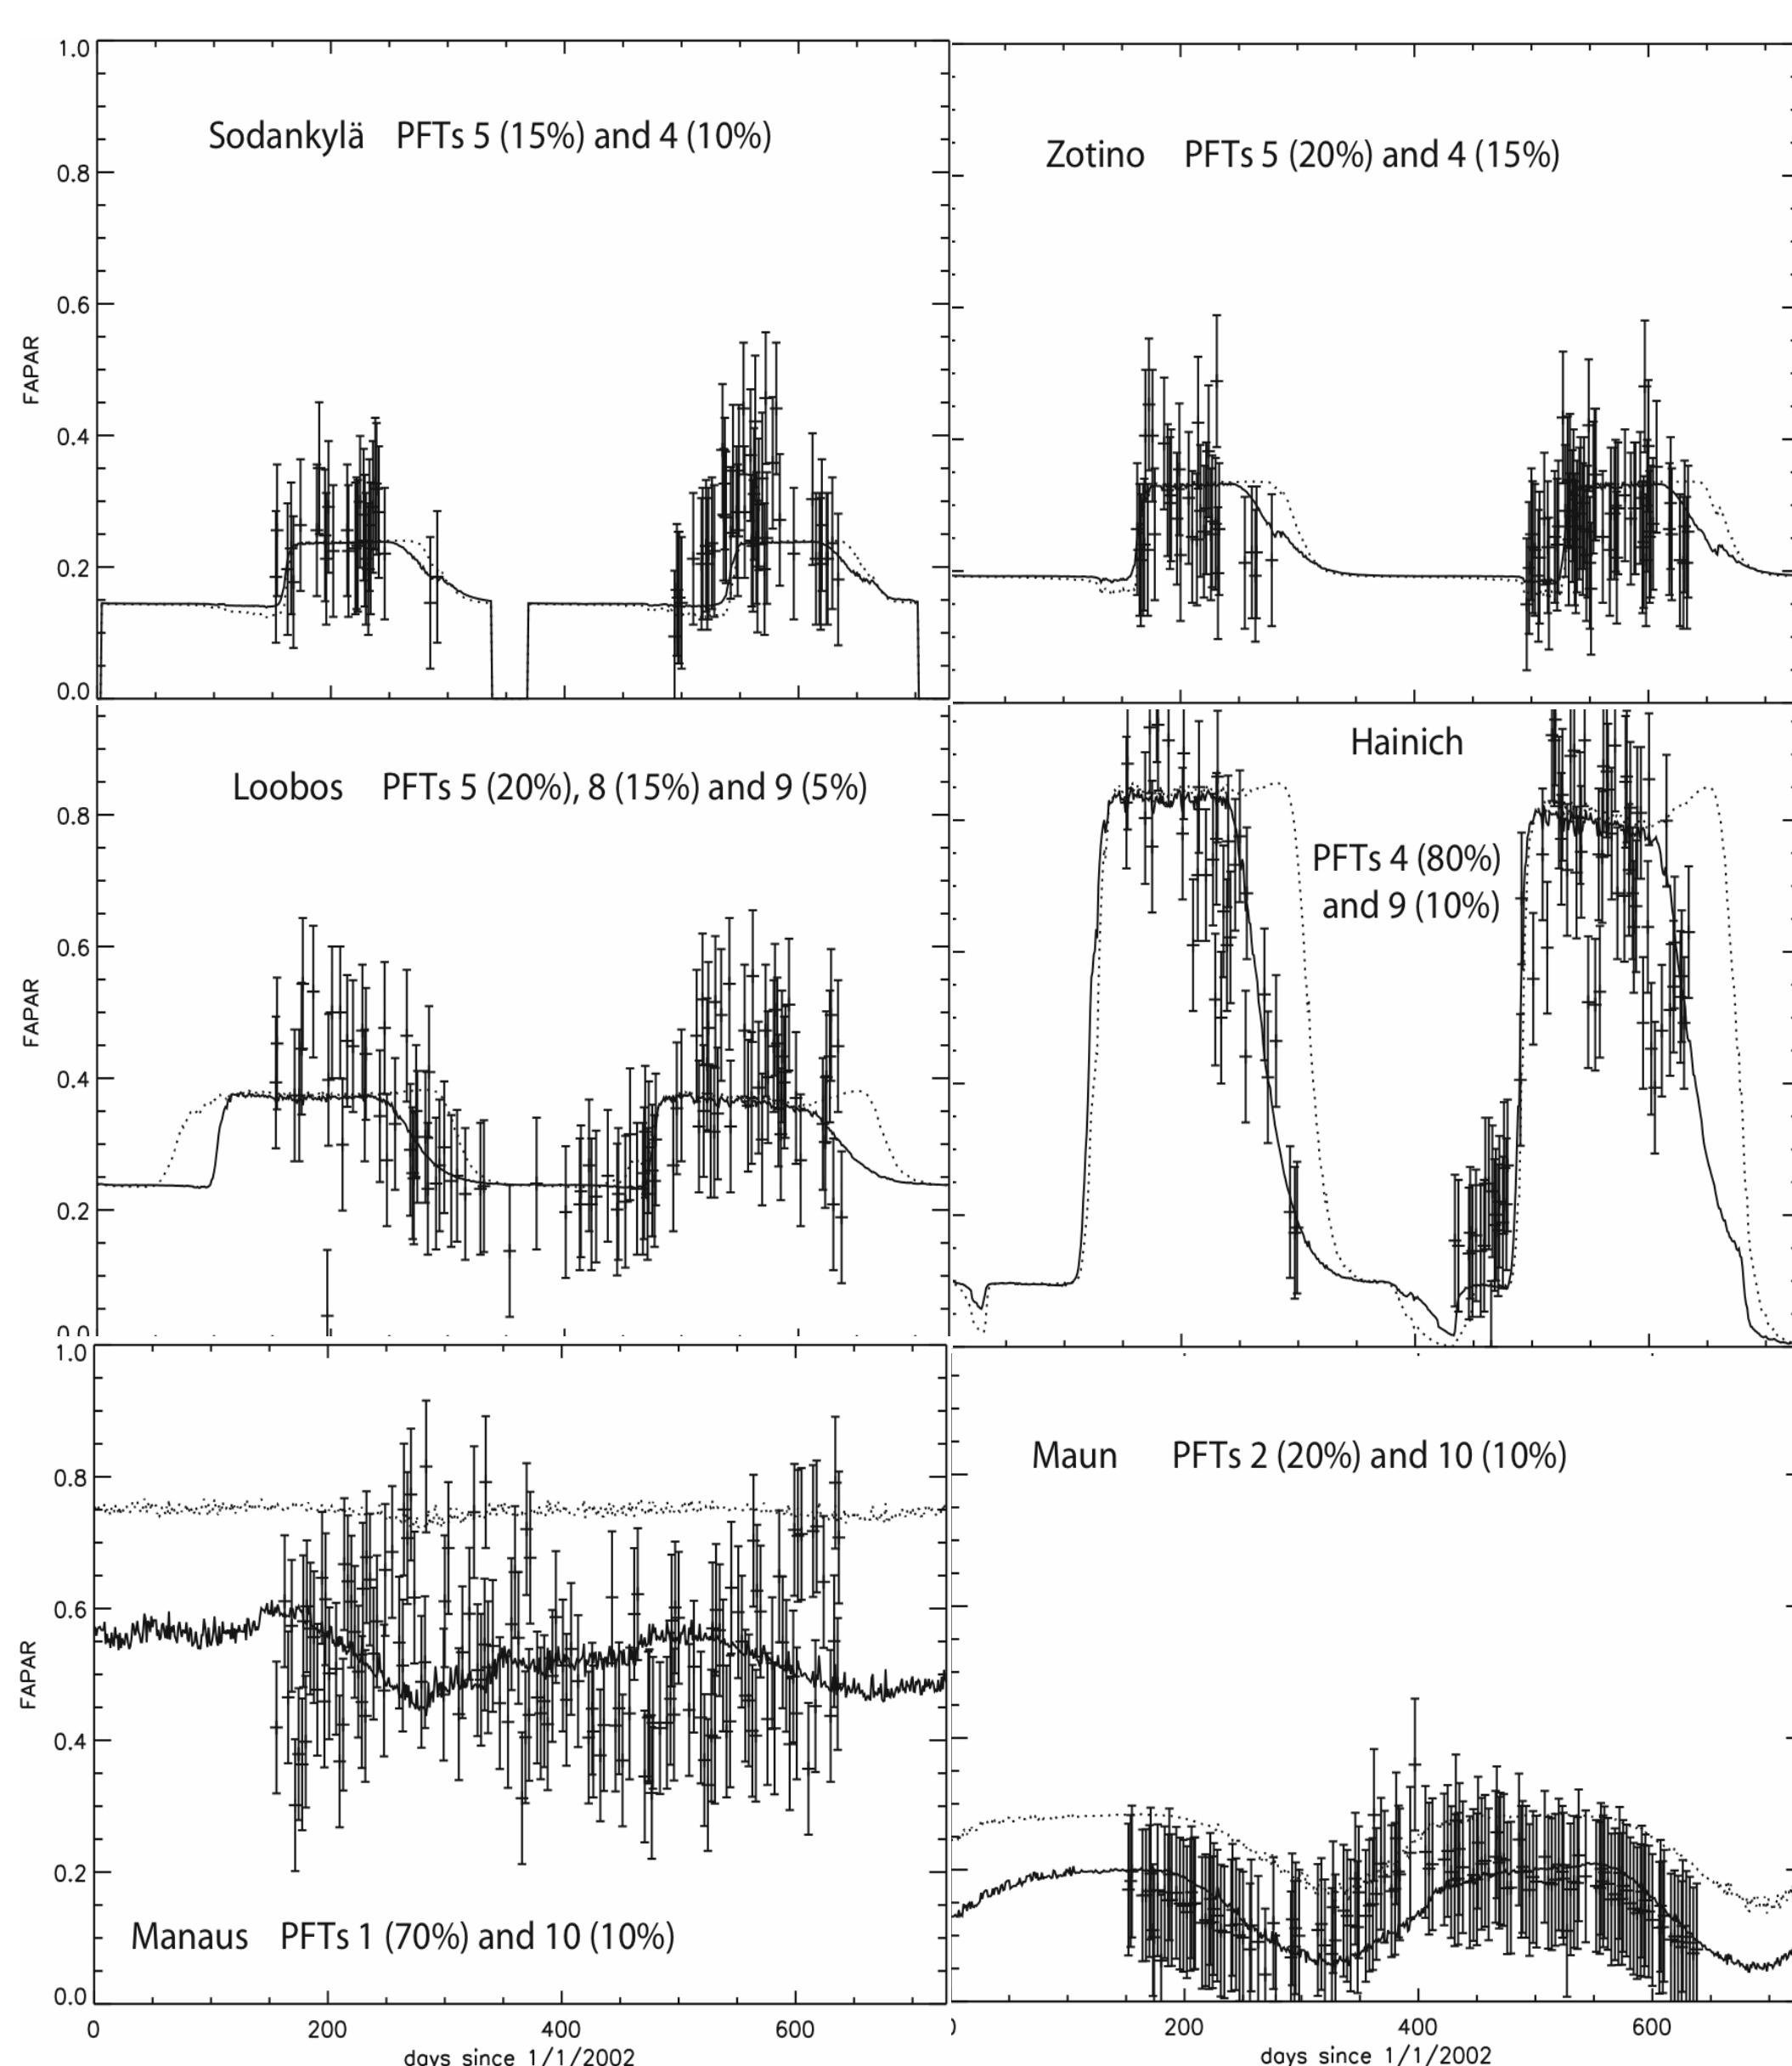 1.0
0.8
0.6
0.4
0.2
0.0
FAPAR
Sodankylä PFTs 5 (15%) and 4 (10%)
Zotino PFTs 5 (20%) and 4 (15%)
0.8
0.6
0.4
0.2
0.0
FAPAR
Loobos PFTs 5 (20%), 8 (15%) and 9 (5%)
Hainich
PFTs 4 (80%)
and 9 (10%)
1.0
0.8
0.6
0.4
0.2
0.0
FAPAR
Manaus PFTs 1 (70%) and 10 (10%)
0 200 400 600
days since 1/1/2002
Maun PFTs 2 (20%) and 10 (10%)
0 200 400 600
days since 1/1/2002